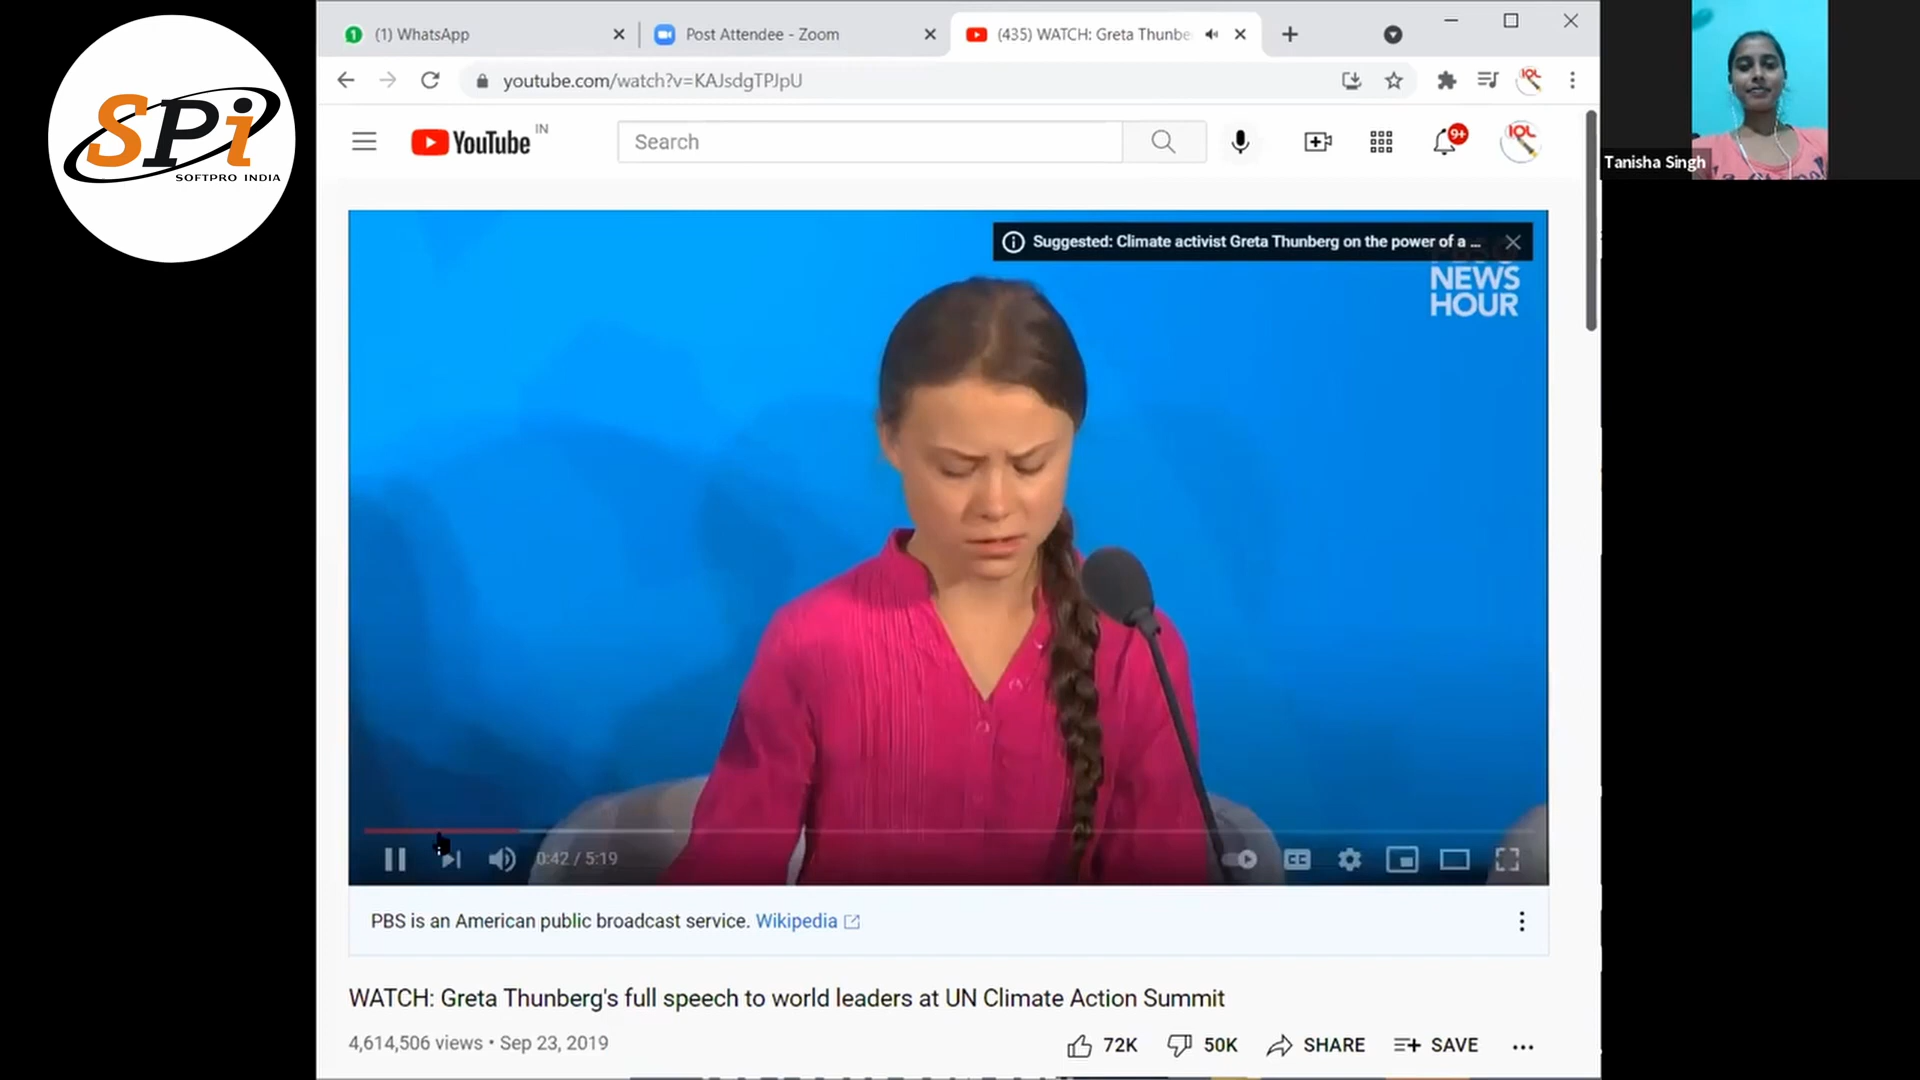 SPi
SOFTPRO INDIA
(1) WhatsApp
Post Attendee - Zoom
(435) WATCH: Greta Thunbe
youtube.com/watch?v=KAJsdgTPJpU
YouTube IN
Search
9+
IQL
Tanisha Singh
Suggested: Climate activist Greta Thunberg on the power of a ...
NEWS
HOUR
0:42 / 5:19
CC
PBS is an American public broadcast service. Wikipedia
WATCH: Greta Thunberg's full speech to world leaders at UN Climate Action Summit
4,614,506 views • Sep 23, 2019
72K
50K
SHARE
SAVE